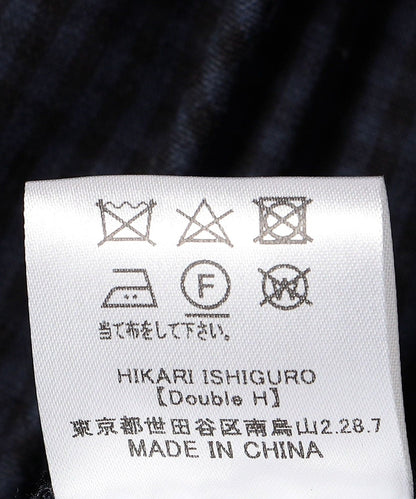 F W
当て布をして下さい。
HIKARI ISHIGURO
【Double H】
東京都世田谷区南烏山2.28.7
MADE IN CHINA